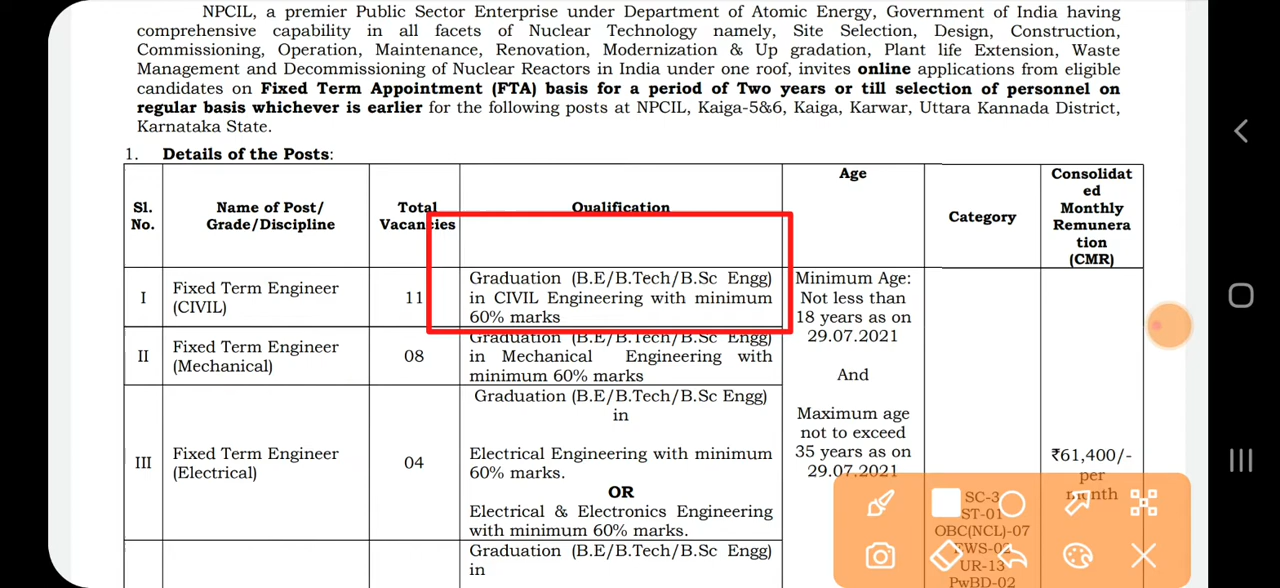 NPCIL, a premier Public Sector Enterprise under Department of Atomic Energy, Government of India having
comprehensive capability in all facets of Nuclear Technology namely, Site Selection, Design, Construction,
Commissioning, Operation, Maintenance, Renovation, Modernization & Up gradation, Plant life Extension, Waste
Management and Decommissioning of Nuclear Reactors in India under one roof, invites online applications from eligible
candidates on Fixed Term Appointment (FTA) basis for a period of Two years or till selection of personnel on
regular basis whichever is earlier for the following posts at NPCIL, Kaiga-5&6, Kaiga, Karwar, Uttara Kannada District,
Karnataka State.
1. Details of the Posts:
Sl.
No.
Name of Post/
Grade/Discipline
Total
Vacancies
Qualification
Age
Category
Consolidat
ed
Monthly
Remunera
tion
(CMR)
I
Fixed Term Engineer
(CIVIL)
11
Graduation (B.E/B.Tech/B.Sc Engg)
in CIVIL Engineering with minimum
60% marks
II
Fixed Term Engineer
(Mechanical)
08
Graduation (B.E/B.Tech/B.Sc Engg)
in Mechanical Engineering with
minimum 60% marks
III
Fixed Term Engineer
(Electrical)
04
Graduation (B.E/B.Tech/B.Sc Engg)
in
Electrical Engineering with minimum
60% marks.
OR
Electrical & Electronics Engineering
with minimum 60% marks.
Graduation (B.E/B.Tech/B.Sc Engg)
in
Minimum Age:
Not less than
18 years as on
29.07.2021
And
Maximum age
not to exceed
35 years as on
29.07.2021
SC-3
ST-01
OBC(NCL)-07
EWS-02
UR-13
PwBD-02
₹61,400/-
per
month